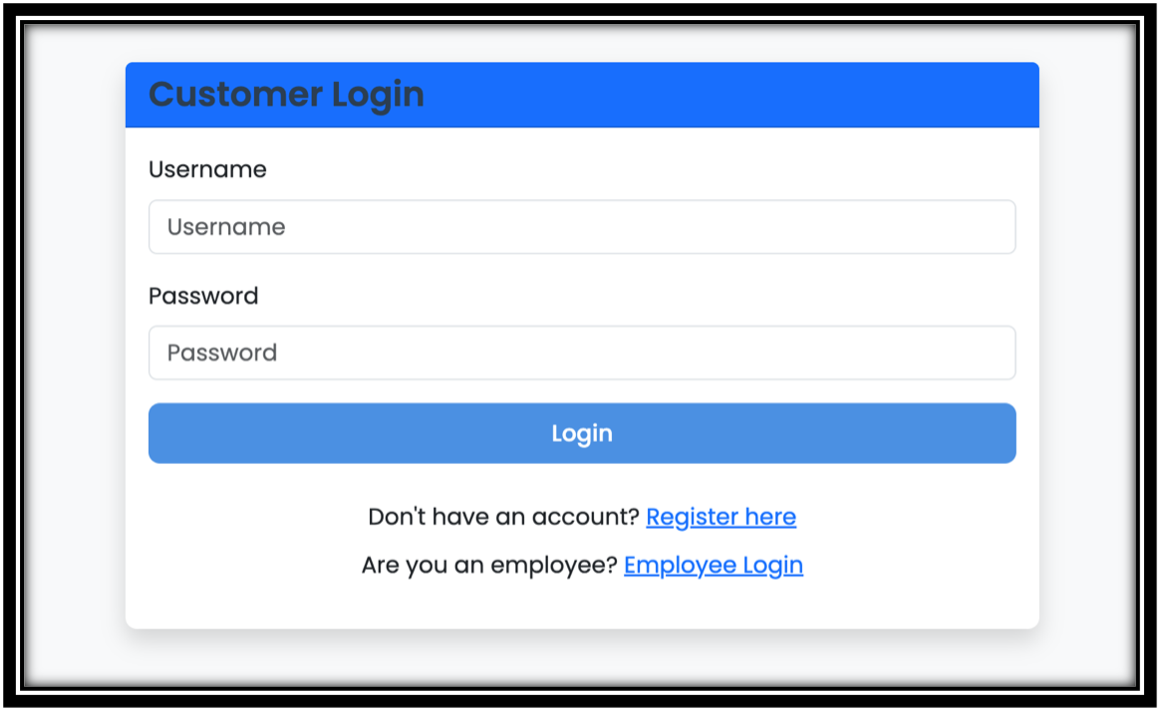 Customer Login
Username
Username
Password
Password
Login
Don't have an account? Register here
Are you an employee? Employee Login